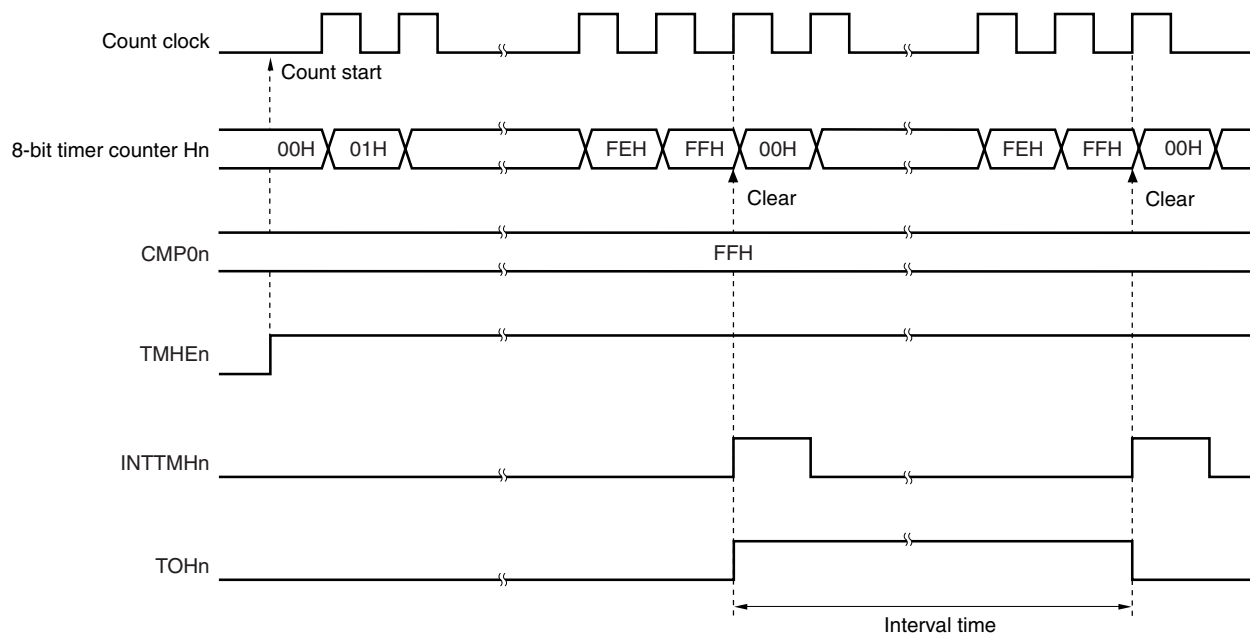 Count clock
Count start
8-bit timer counter Hn
00H 01H FEH FFH 00H FEH FFH 00H
Clear Clear
CMP0n
FFH
TMHEn
INTTMHn
TOHn
Interval time